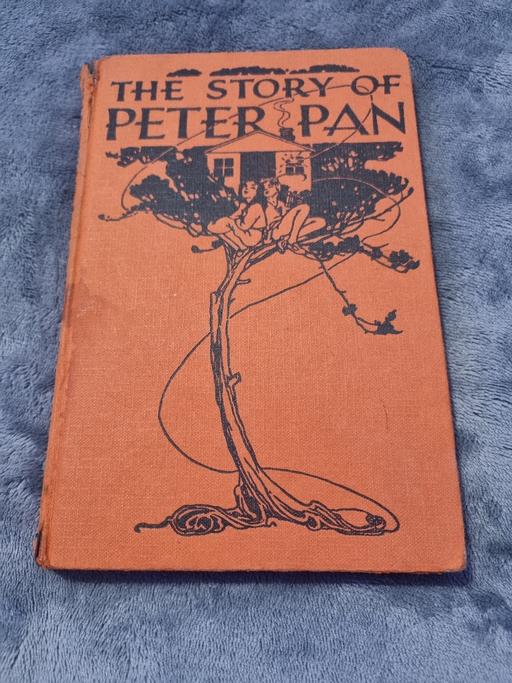 THE STORY OF
PETER PAN